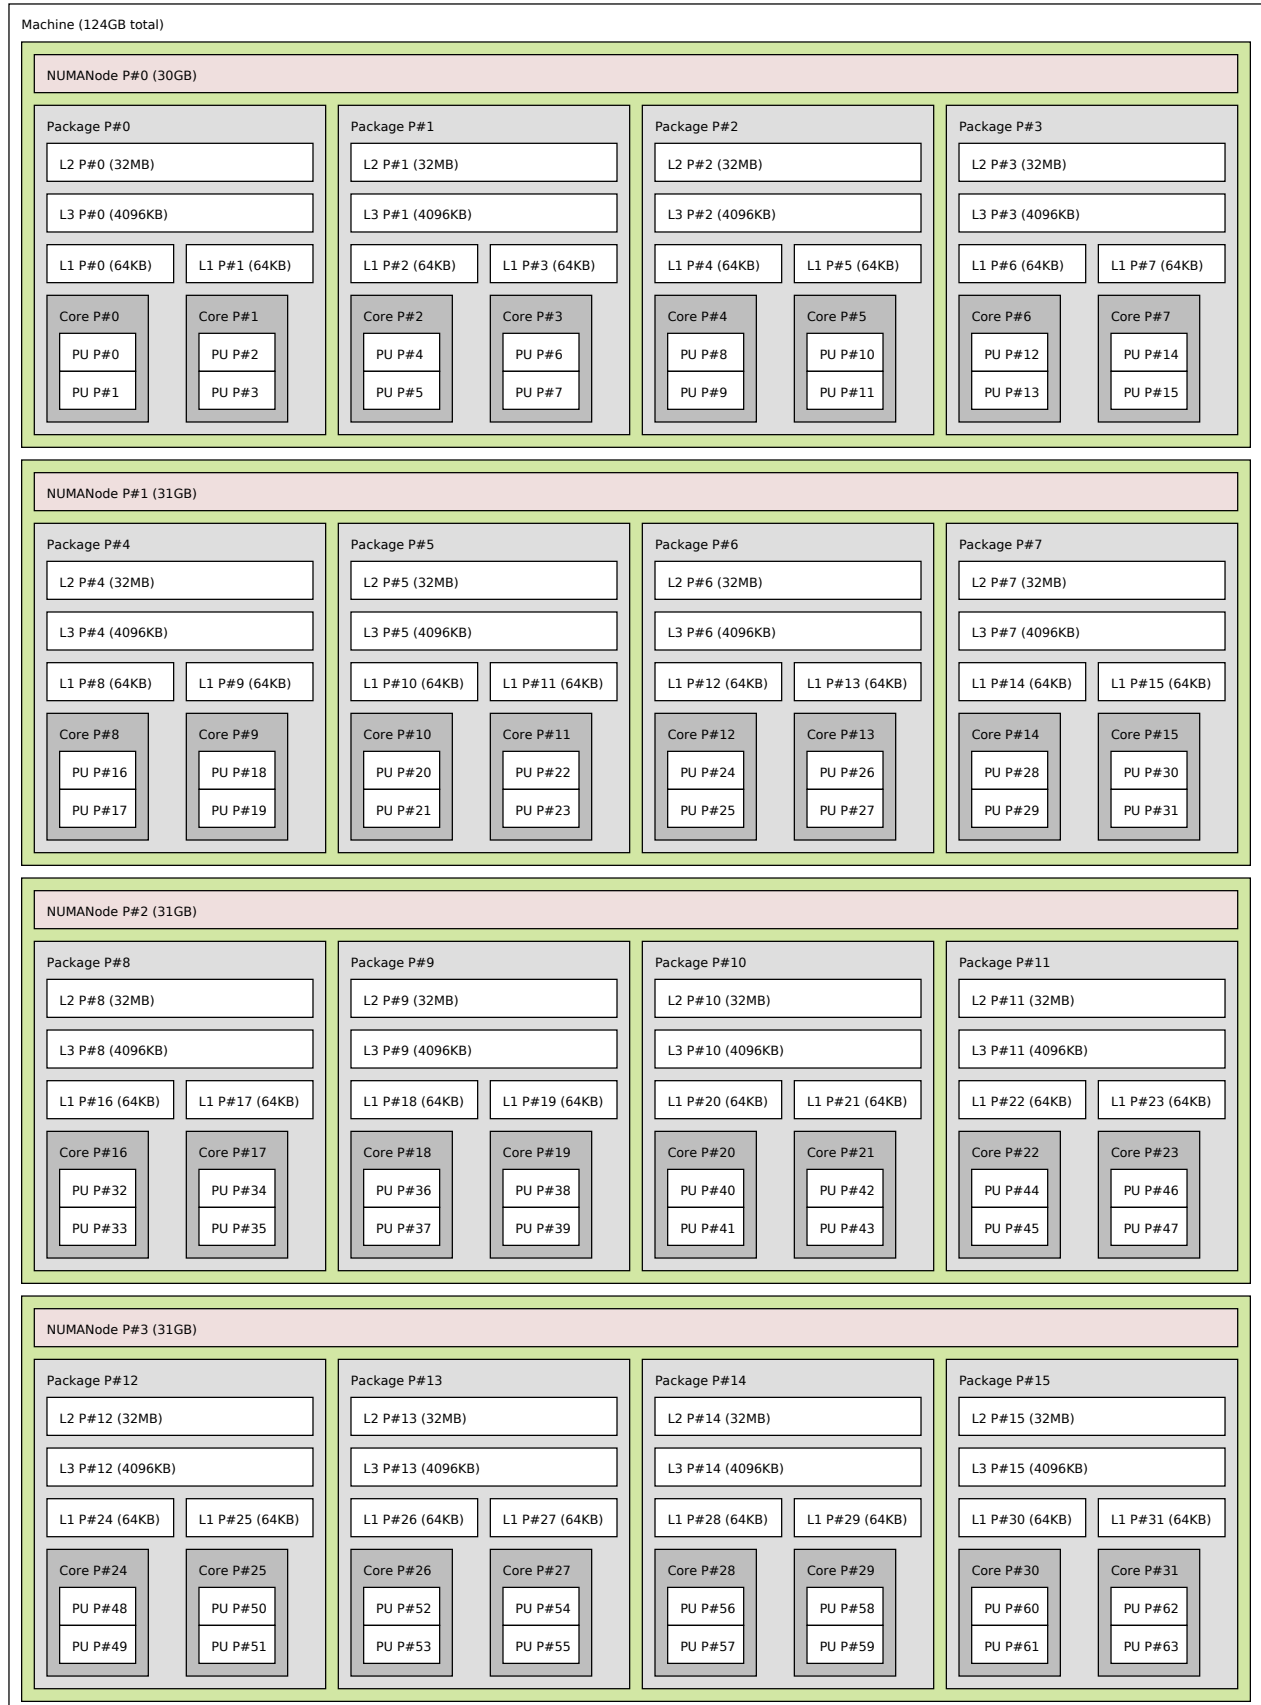 Machine (124GB total)
NUMANode P#0 (30GB)
Package P#0 Package P#1 Package P#2 Package P#3
L2 P#0 (32MB) L2 P#1 (32MB) L2 P#2 (32MB) L2 P#3 (32MB)
L3 P#0 (4096KB) L3 P#1 (4096KB) L3 P#2 (4096KB) L3 P#3 (4096KB)
L1 P#0 (64KB) L1 P#1 (64KB) L1 P#2 (64KB) L1 P#3 (64KB) L1 P#4 (64KB) L1 P#5 (64KB) L1 P#6 (64KB) L1 P#7 (64KB)
Core P#0 Core P#1 Core P#2 Core P#3 Core P#4 Core P#5 Core P#6 Core P#7
PU P#0 PU P#2 PU P#4 PU P#6 PU P#8 PU P#10 PU P#12 PU P#14
PU P#1 PU P#3 PU P#5 PU P#7 PU P#9 PU P#11 PU P#13 PU P#15
NUMANode P#1 (31GB)
Package P#4 Package P#5 Package P#6 Package P#7
L2 P#4 (32MB) L2 P#5 (32MB) L2 P#6 (32MB) L2 P#7 (32MB)
L3 P#4 (4096KB) L3 P#5 (4096KB) L3 P#6 (4096KB) L3 P#7 (4096KB)
L1 P#8 (64KB) L1 P#9 (64KB) L1 P#10 (64KB) L1 P#11 (64KB) L1 P#12 (64KB) L1 P#13 (64KB) L1 P#14 (64KB) L1 P#15 (64KB)
Core P#8 Core P#9 Core P#10 Core P#11 Core P#12 Core P#13 Core P#14 Core P#15
PU P#16 PU P#18 PU P#20 PU P#22 PU P#24 PU P#26 PU P#28 PU P#30
PU P#17 PU P#19 PU P#21 PU P#23 PU P#25 PU P#27 PU P#29 PU P#31
NUMANode P#2 (31GB)
Package P#8 Package P#9 Package P#10 Package P#11
L2 P#8 (32MB) L2 P#9 (32MB) L2 P#10 (32MB) L2 P#11 (32MB)
L3 P#8 (4096KB) L3 P#9 (4096KB) L3 P#10 (4096KB) L3 P#11 (4096KB)
L1 P#16 (64KB) L1 P#17 (64KB) L1 P#18 (64KB) L1 P#19 (64KB) L1 P#20 (64KB) L1 P#21 (64KB) L1 P#22 (64KB) L1 P#23 (64KB)
Core P#16 Core P#17 Core P#18 Core P#19 Core P#20 Core P#21 Core P#22 Core P#23
PU P#32 PU P#34 PU P#36 PU P#38 PU P#40 PU P#42 PU P#44 PU P#46
PU P#33 PU P#35 PU P#37 PU P#39 PU P#41 PU P#43 PU P#45 PU P#47
NUMANode P#3 (31GB)
Package P#12 Package P#13 Package P#14 Package P#15
L2 P#12 (32MB) L2 P#13 (32MB) L2 P#14 (32MB) L2 P#15 (32MB)
L3 P#12 (4096KB) L3 P#13 (4096KB) L3 P#14 (4096KB) L3 P#15 (4096KB)
L1 P#24 (64KB) L1 P#25 (64KB) L1 P#26 (64KB) L1 P#27 (64KB) L1 P#28 (64KB) L1 P#29 (64KB) L1 P#30 (64KB) L1 P#31 (64KB)
Core P#24 Core P#25 Core P#26 Core P#27 Core P#28 Core P#29 Core P#30 Core P#31
PU P#48 PU P#50 PU P#52 PU P#54 PU P#56 PU P#58 PU P#60 PU P#62
PU P#49 PU P#51 PU P#53 PU P#55 PU P#57 PU P#59 PU P#61 PU P#63